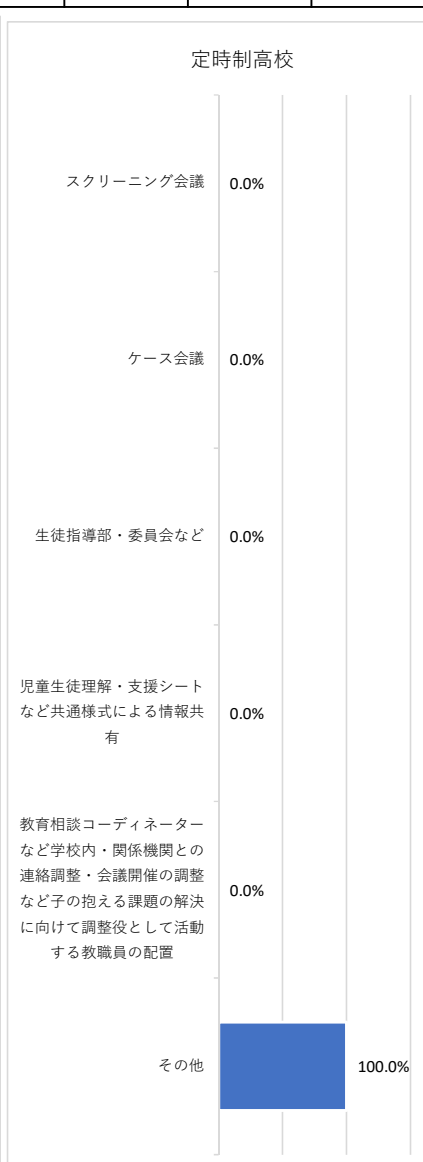 定時制高校
スクリーニング会議
0.0%
ケース会議
0.0%
生徒指導部・委員会など
0.0%
児童生徒理解・支援シート
など共通様式による情報共
有
0.0%
教育相談コーディネーター
など学校内・関係機関との
連絡調整・会議開催の調整
など子の抱える課題の解決
に向けて調整役として活動
する教職員の配置
0.0%
その他
100.0%